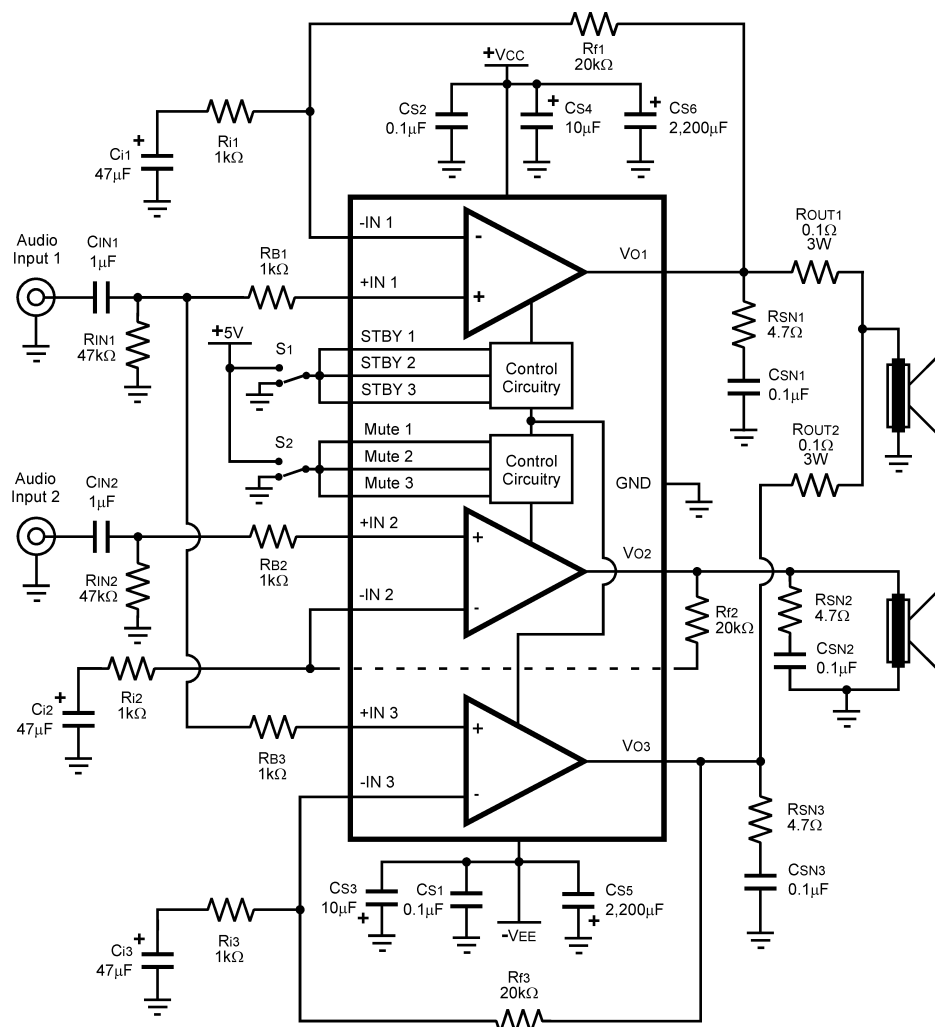 Rf1
20kΩ
+VCC
CS2
0.1µF
+
CS4
10µF
+
CS6
2,200µF
+
Ci1
47µF
Ri1
1kΩ
-IN 1
-
Audio
Input 1
CIN1
1µF
RB1
1kΩ
+IN 1
+
VO1
ROUT1
0.1Ω
3W
RIN1
47kΩ
+5V
S1
STBY 1
STBY 2
STBY 3
Control
Circuitry
RSN1
4.7Ω
CSN1
0.1µF
S2
Mute 1
Mute 2
Mute 3
Control
Circuitry
ROUT2
0.1Ω
3W
GND
Audio
Input 2
CIN2
1µF
RB2
1kΩ
+IN 2
+
VO2
RIN2
47kΩ
-IN 2
-
Rf2
20kΩ
RSN2
4.7Ω
CSN2
0.1µF
+
Ci2
47µF
Ri2
1kΩ
RB3
1kΩ
+IN 3
+
VO3
-IN 3
-
RSN3
4.7Ω
CSN3
0.1µF
CS3
10µF
+
CS1
0.1µF
-VEE
CS5
2,200µF
+
+
Ci3
47µF
Ri3
1kΩ
Rf3
20kΩ